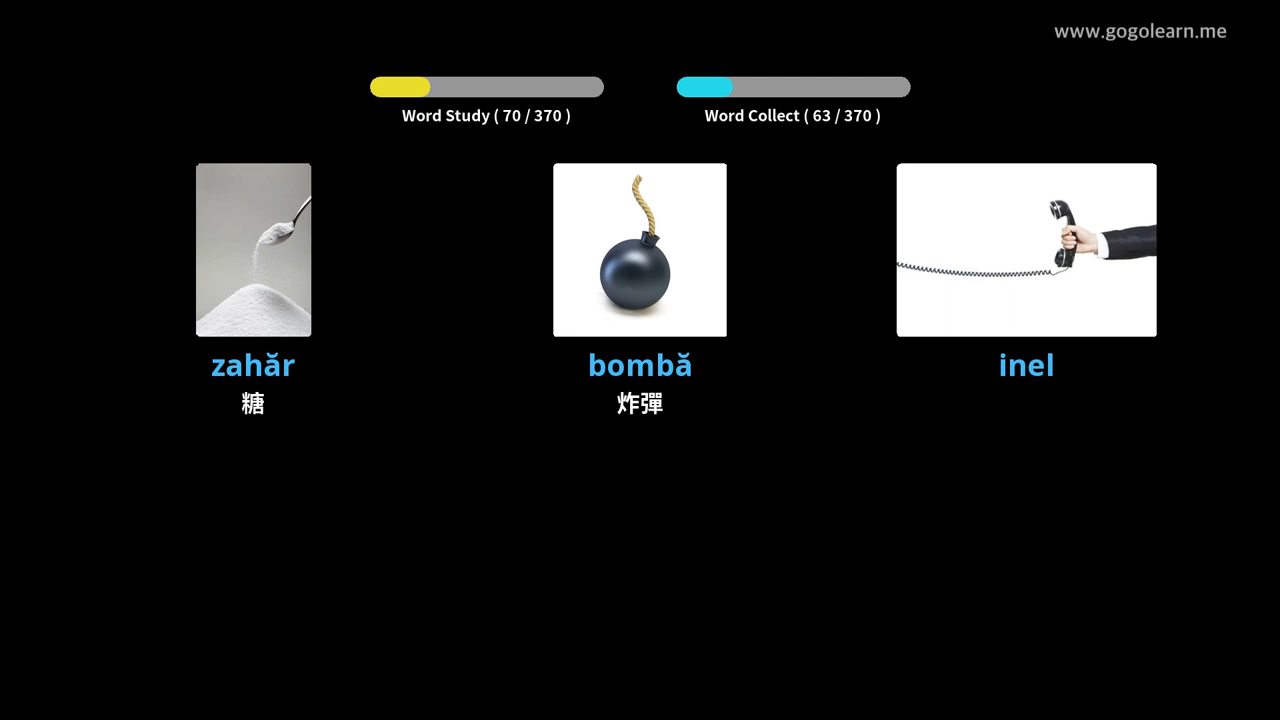 www.gogolearn.me
Word Study ( 70 / 370 )
Word Collect ( 63 / 370 )
zahăr
糖
bombă
炸彈
inel